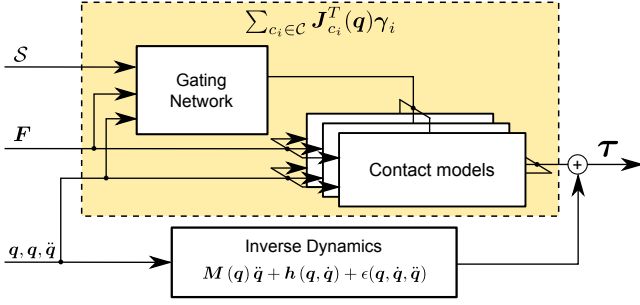 ∑_{c_i∈𝒞} J^T_{c_i}(q)γ_i
𝒮
Gating
Network
F
Contact models
+
τ
q, q, q̈
Inverse Dynamics
M (q) q̈ + h (q, q̇) + ϵ(q, q̇, q̈)